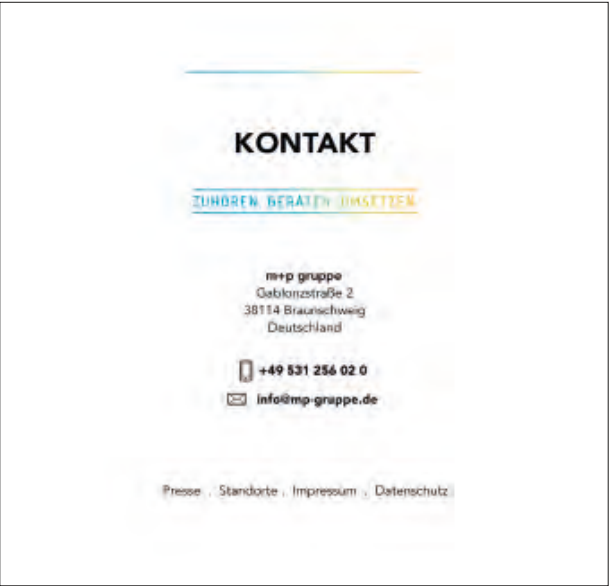 KONTAKT
ZUHÖREN. BERATEN. UMSETZEN.
m+p gruppe
Gablonzstraße 2
38114 Braunschweig
Deutschland
+49 531 256 02 0
info@mp-gruppe.de
Presse . Standorte . Impressum . Datenschutz